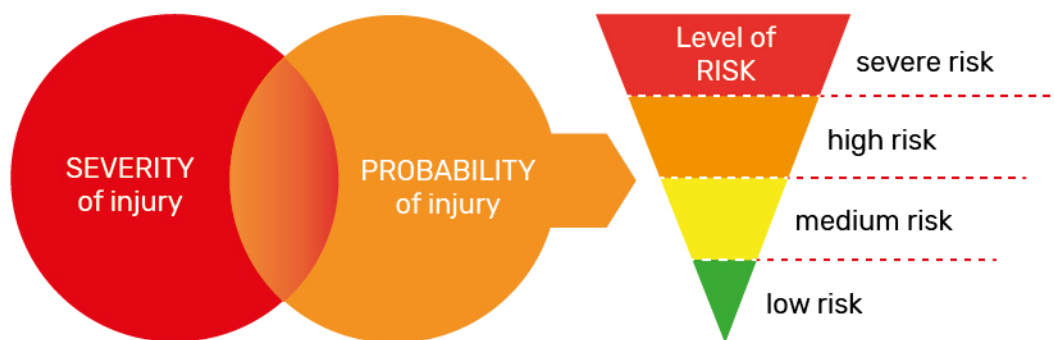 SEVERITY
of injury
PROBABILITY
of injury
Level of
RISK
severe risk
high risk
medium risk
low risk